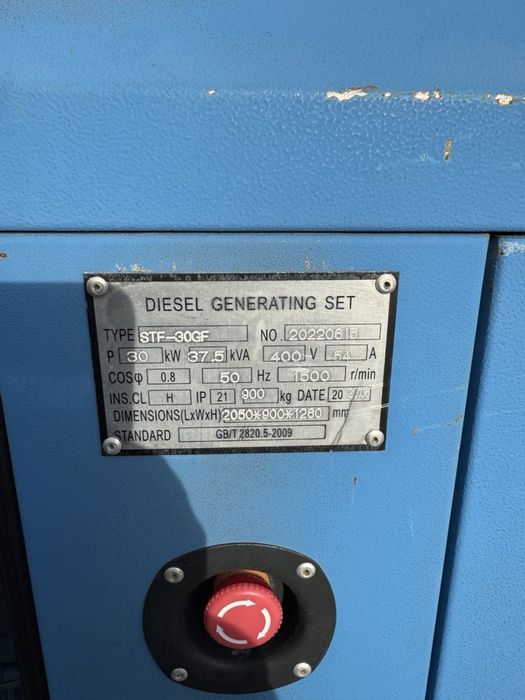 DIESEL GENERATING SET
TYPE STF-30GF NO. 20220615
P 30 kW 37.5 kVA 400 V 54 A
COSφ 0.8 50 Hz 1500 r/min
INS.CL H IP 21 900 kg DATE 20
DIMENSIONS(LxWxH) 2050*900*1260 mm
STANDARD GB/T 2820.5-2009